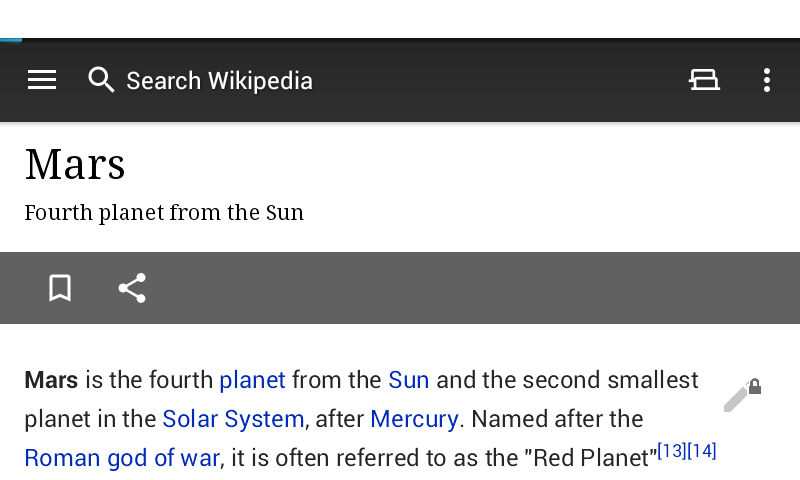 Search Wikipedia
Mars
Fourth planet from the Sun
Mars is the fourth planet from the Sun and the second smallest
planet in the Solar System, after Mercury. Named after the
Roman god of war, it is often referred to as the "Red Planet"[13][14]